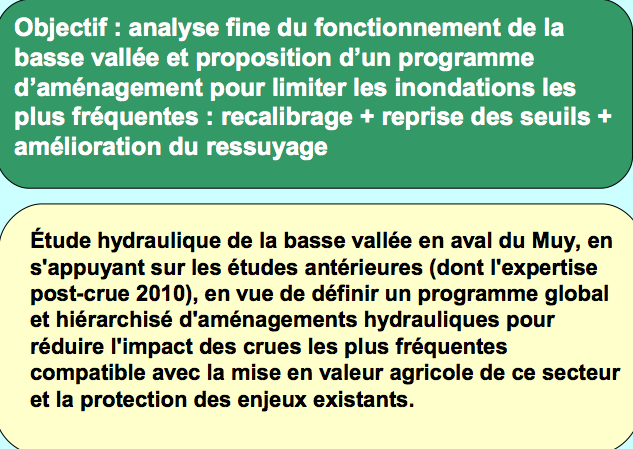 Objectif : analyse fine du fonctionnement de la
basse vallée et proposition d’un programme
d’aménagement pour limiter les inondations les
plus fréquentes : recalibrage + reprise des seuils +
amélioration du ressuyage
Étude hydraulique de la basse vallée en aval du Muy, en
s'appuyant sur les études antérieures (dont l'expertise
post-crue 2010), en vue de définir un programme global
et hiérarchisé d'aménagements hydrauliques pour
réduire l'impact des crues les plus fréquentes
compatible avec la mise en valeur agricole de ce secteur
et la protection des enjeux existants.